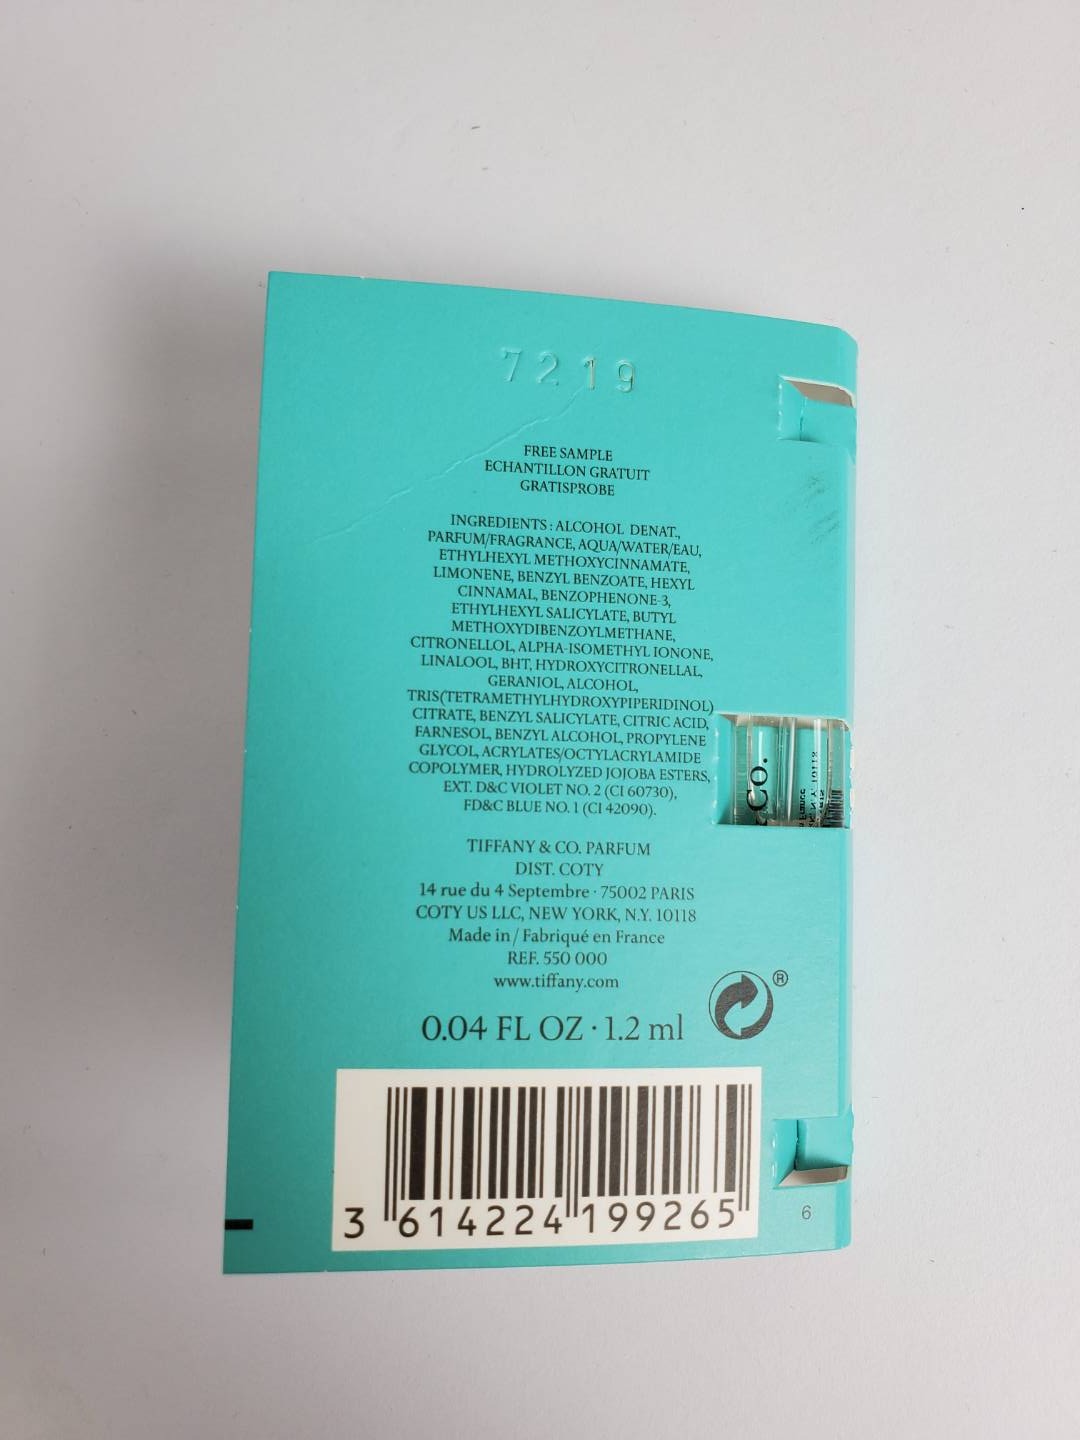 7219
FREE SAMPLE
ECHANTILLON GRATUIT
GRATISPROBE
INGREDIENTS : ALCOHOL DENAT.,
PARFUM/FRAGRANCE, AQUA/WATER/EAU,
ETHYLHEXYL METHOXYCINNAMATE,
LIMONENE, BENZYL BENZOATE, HEXYL
CINNAMAL, BENZOPHENONE-3,
ETHYLHEXYL SALICYLATE, BUTYL
METHOXYDIBENZOYLMETHANE,
CITRONELLOL, ALPHA-ISOMETHYL IONONE,
LINALOOL, BHT, HYDROXYCITRONELLAL,
GERANIOL, ALCOHOL,
TRIS(TETRAMETHYLHYDROXYPIPERIDINOL)
CITRATE, BENZYL SALICYLATE, CITRIC ACID,
FARNESOL, BENZYL ALCOHOL, PROPYLENE
GLYCOL, ACRYLATES/OCTYLACRYLAMIDE
COPOLYMER, HYDROLYZED JOJOBA ESTERS,
EXT. D&C VIOLET NO. 2 (CI 60730),
FD&C BLUE NO. 1 (CI 42090).
Co.
TIFFANY & CO. PARFUM
DIST. COTY
14 rue du 4 Septembre · 75002 PARIS
COTY US LLC, NEW YORK, N.Y. 10118
Made in / Fabriqué en France
REF. 550 000
www.tiffany.com
®
0.04 FL OZ · 1.2 ml
3 614224 199265
6